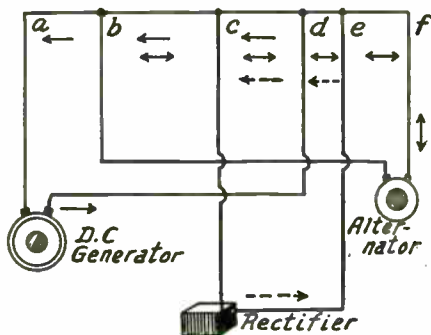 a b c d e f
D.C
Generator
Alter-
nator
Rectifier